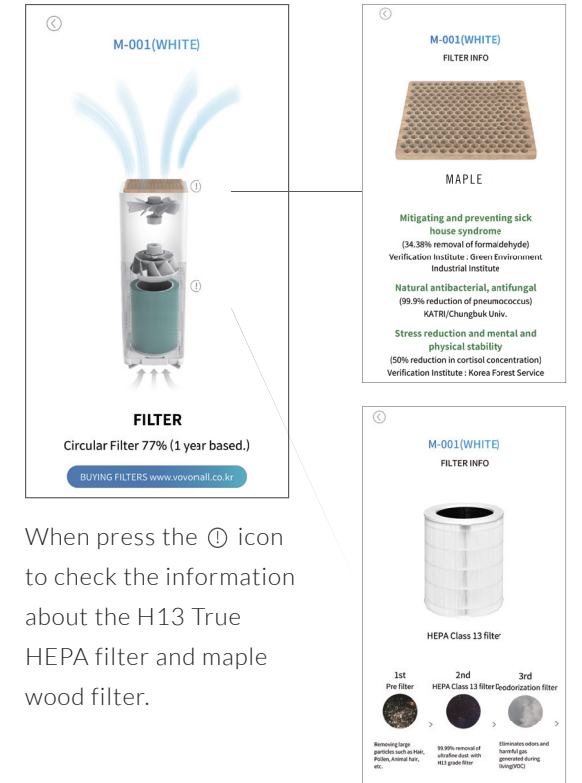 M-001(WHITE)
FILTER
Circular Filter 77% (1 year based.)
BUYING FILTERS www.vovonall.co.kr
When press the ! icon
to check the information
about the H13 True
HEPA filter and maple
wood filter.
M-001(WHITE)
FILTER INFO
MAPLE
Mitigating and preventing sick
house syndrome
(34.38% removal of formaldehyde)
Verification Institute : Green Environment
Industrial Institute
Natural antibacterial, antifungal
(99.9% reduction of pneumococcus)
KATRI/Chungbuk Univ.
Stress reduction and mental and
physical stability
(50% reduction in cortisol concentration)
Verification Institute : Korea Forest Service
M-001(WHITE)
FILTER INFO
HEPA Class 13 filter
1st
Pre filter
Removing large
particles such as Hair,
Pollen, Animal hair,
etc.
2nd
HEPA Class 13 filter
99.99% removal of
ultrafine dust with
H13 grade filter
3rd
Deodorization filter
Eliminates odors and
harmful gas
generated during
living(VOC)